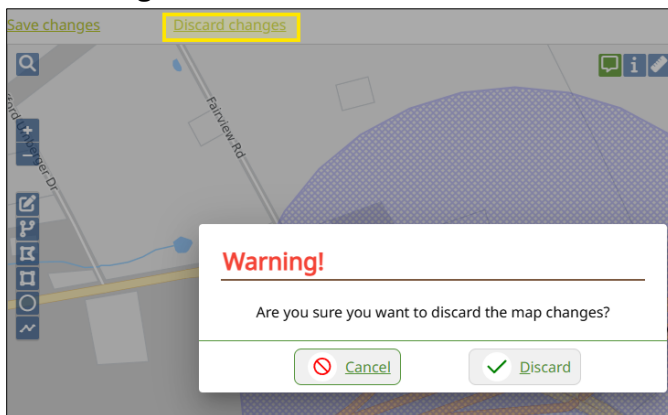 Save changes Discard changes
Fairview Rd
Warning!
Are you sure you want to discard the map changes?
Cancel Discard